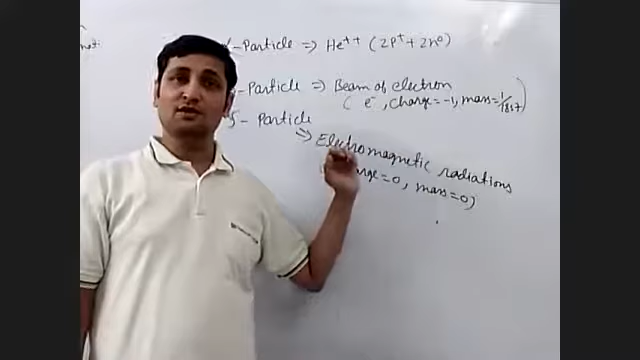 -Particle => He++ (2P+ + 2n0)
-Particle => Beam of electron
( e-, charge=-1, mass=1/1837 )
- Particle
=> Electromagnetic radiations
=0, mass=0)